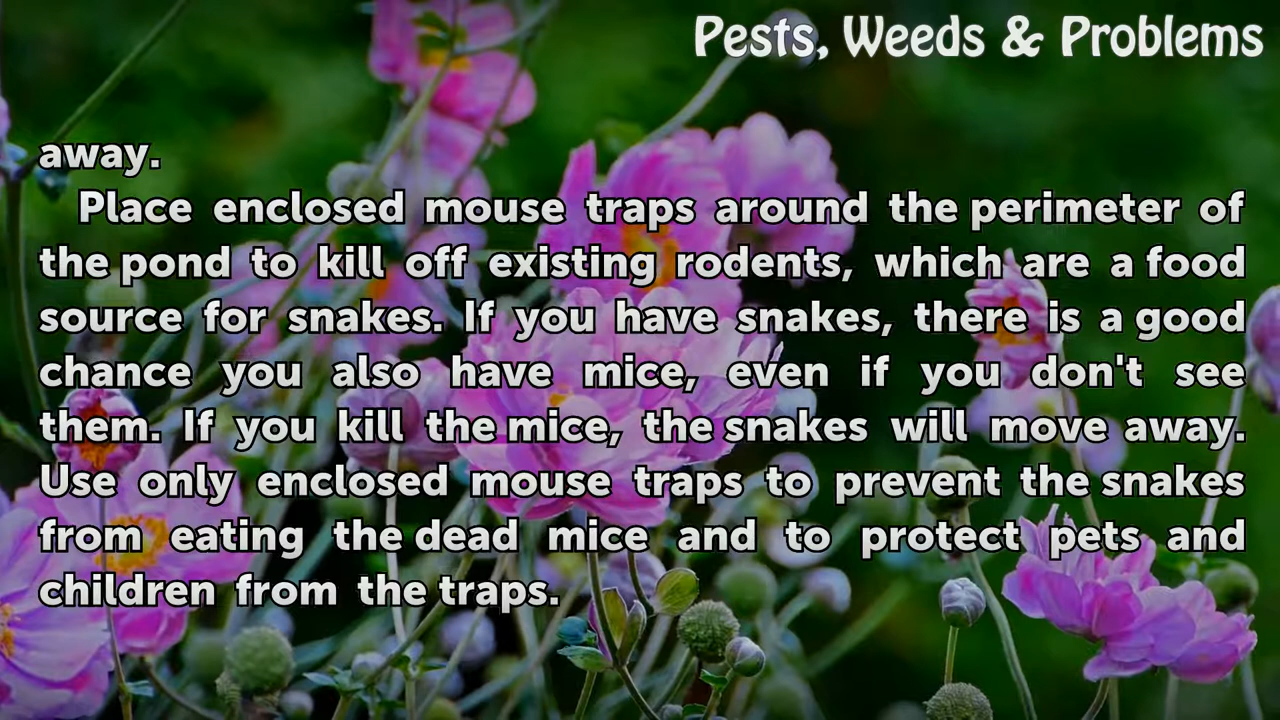 Pests, Weeds & Problems
away.
Place enclosed mouse traps around the perimeter of
the pond to kill off existing rodents, which are a food
source for snakes. If you have snakes, there is a good
chance you also have mice, even if you don't see
them. If you kill the mice, the snakes will move away.
Use only enclosed mouse traps to prevent the snakes
from eating the dead mice and to protect pets and
children from the traps.